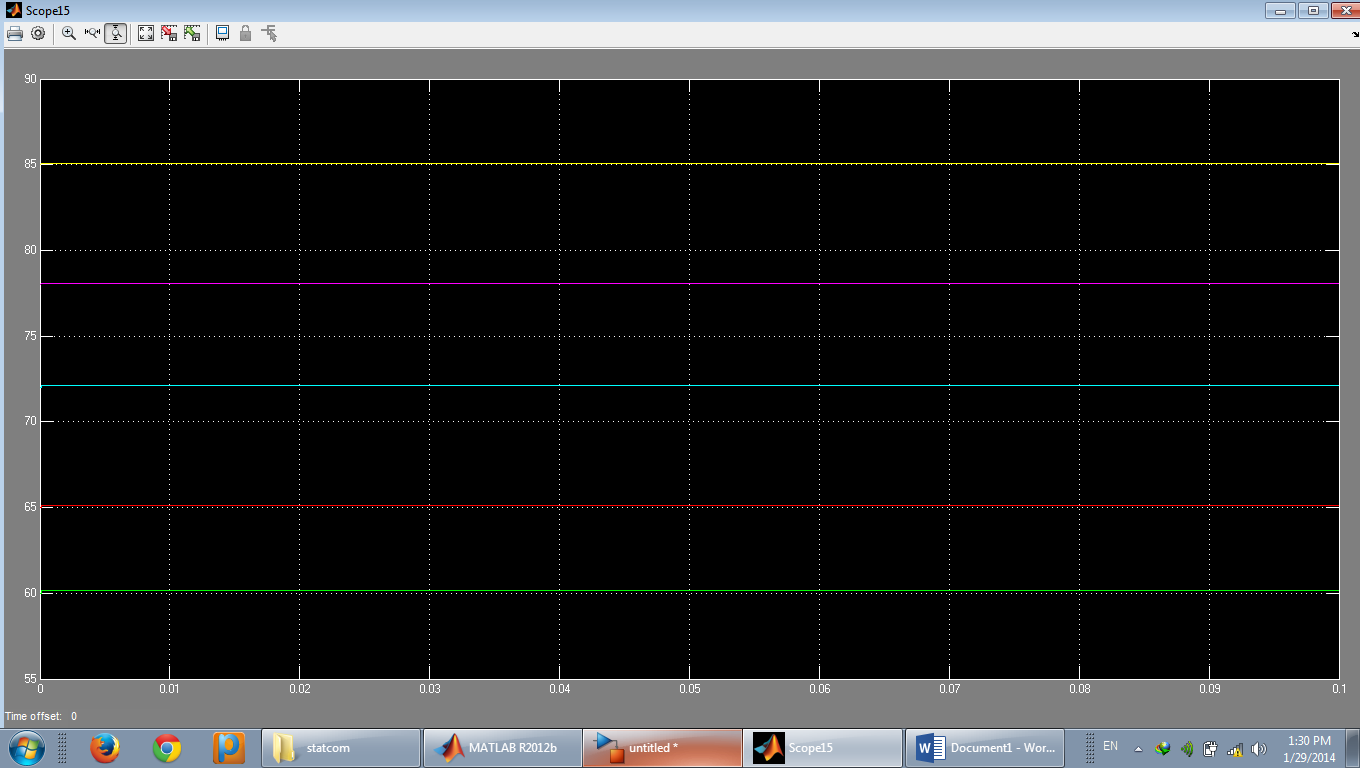 Scope15
90
85
80
75
70
65
60
55
0 0.01 0.02 0.03 0.04 0.05 0.06 0.07 0.08 0.09 0.1
Time offset: 0
statcom
MATLAB R2012b
untitled *
Scope15
Document1 - Wor...
EN
1:30 PM
1/29/2014